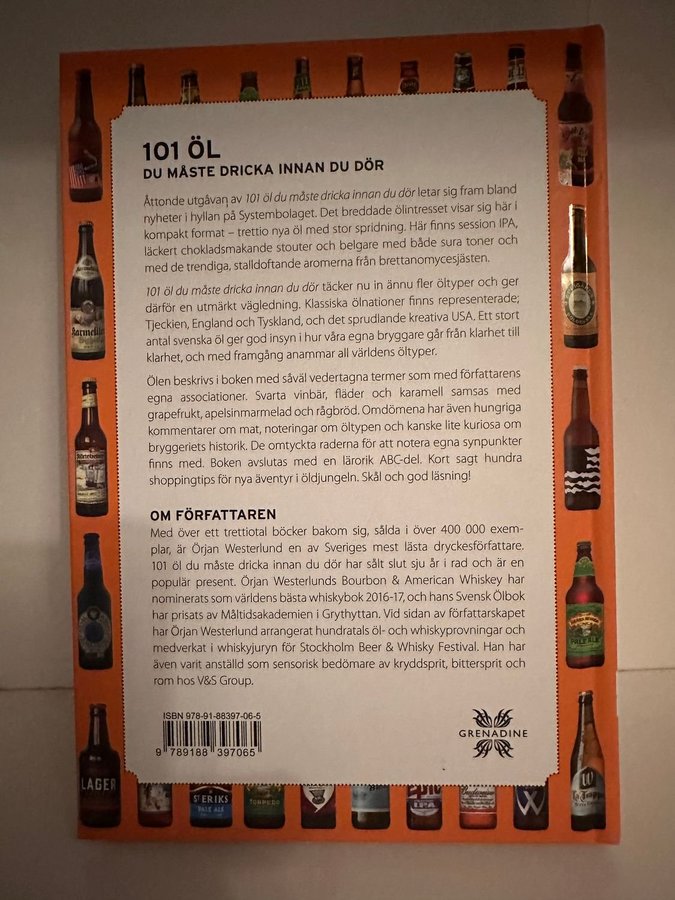 101 ÖL
DU MÅSTE DRICKA INNAN DU DÖR
Åttonde utgåvan av 101 öl du måste dricka innan du dör letar sig fram bland
nyheter i hyllan på Systembolaget. Det breddade ölintresset visar sig här i
kompakt format – trettio nya öl med stor spridning. Här finns session IPA,
läckert chokladsmakande stouter och belgare med både sura toner och
med de trendiga, stalldoftande aromerna från brettanomycesjästen.
101 öl du måste dricka innan du dör täcker nu in ännu fler öltyper och ger
därför en utmärkt vägledning. Klassiska ölnationer finns representerade;
Tjeckien, England och Tyskland, och det sprudlande kreativa USA. Ett stort
antal svenska öl ger god insyn i hur våra egna bryggare går från klarhet till
klarhet, och med framgång anammar all världens öltyper.
Ölen beskrivs i boken med såväl vedertagna termer som med författarens
egna associationer. Svarta vinbär, fläder och karamell samsas med
grapefrukt, apelsinmarmelad och rågbröd. Omdömena har även hungriga
kommentarer om mat, noteringar om öltypen och kanske lite kuriosa om
bryggeriets historik. De omtyckta raderna för att notera egna synpunkter
finns med. Boken avslutas med en lärorik ABC-del. Kort sagt hundra
shoppingtips för nya äventyr i öldjungeln. Skål och god läsning!
OM FÖRFATTAREN
Med över ett trettiotal böcker bakom sig, sålda i över 400 000 exem-
plar, är Örjan Westerlund en av Sveriges mest lästa dryckesförfattare.
101 öl du måste dricka innan du dör har sålt slut sju år i rad och är en
populär present. Örjan Westerlunds Bourbon & American Whiskey har
nominerats som världens bästa whiskybok 2016-17, och hans Svensk Ölbok
har prisats av Måltidsakademien i Grythyttan. Vid sidan av författarskapet
har Örjan Westerlund arrangerat hundratals öl- och whiskyprovningar och
medverkat i whiskyjuryn för Stockholm Beer & Whisky Festival. Han har
även varit anställd som sensorisk bedömare av kryddsprit, bittersprit och
rom hos V&S Group.
ISBN 978-91-88397-06-5
9 789188 397065
GRENADINE
LAGER
ST ERIKS
PALE ALE
TORPEDO
EPIC
IPA
W
PALE ALE
W
La Trappe